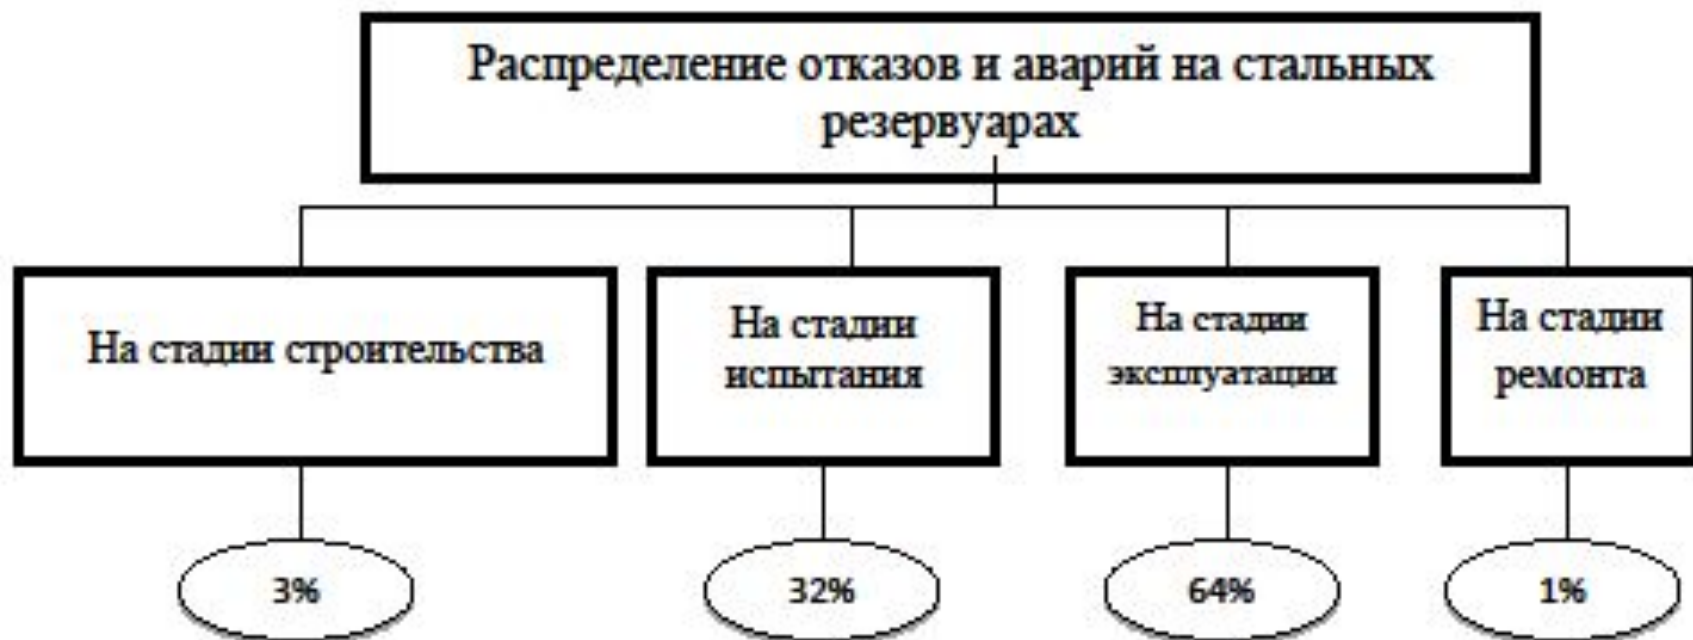 Распределение отказов и аварий на стальных
резервуарах
На стадии строительства
На стадии
испытания
На стадии
эксплуатации
На стадии
ремонта
3%
32%
64%
1%